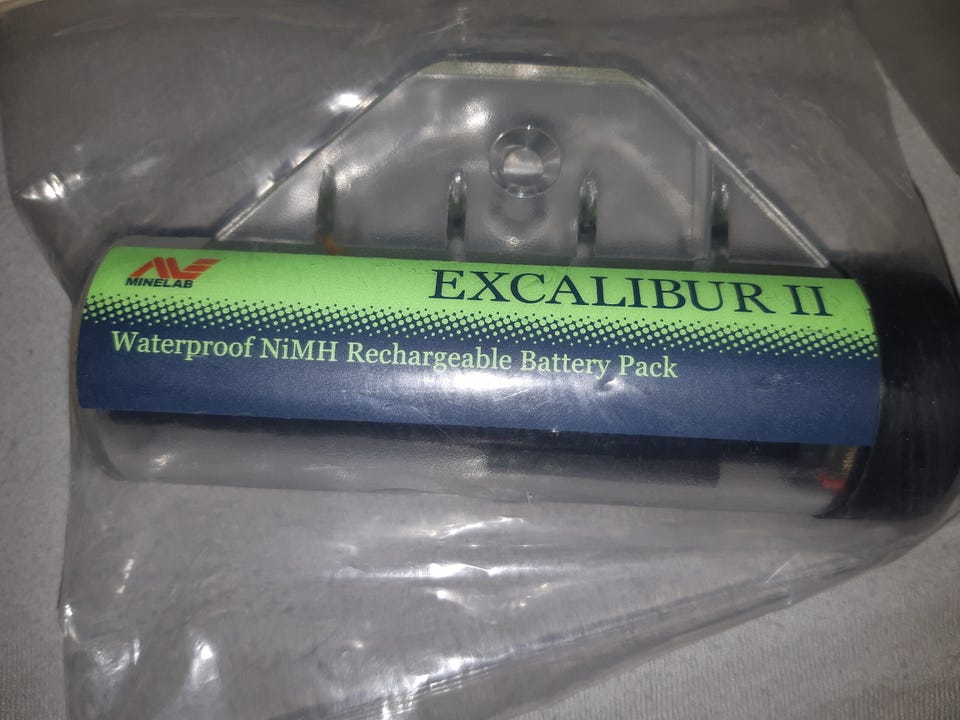 MINELAB
EXCALIBUR II
Waterproof NiMH Rechargeable Battery Pack